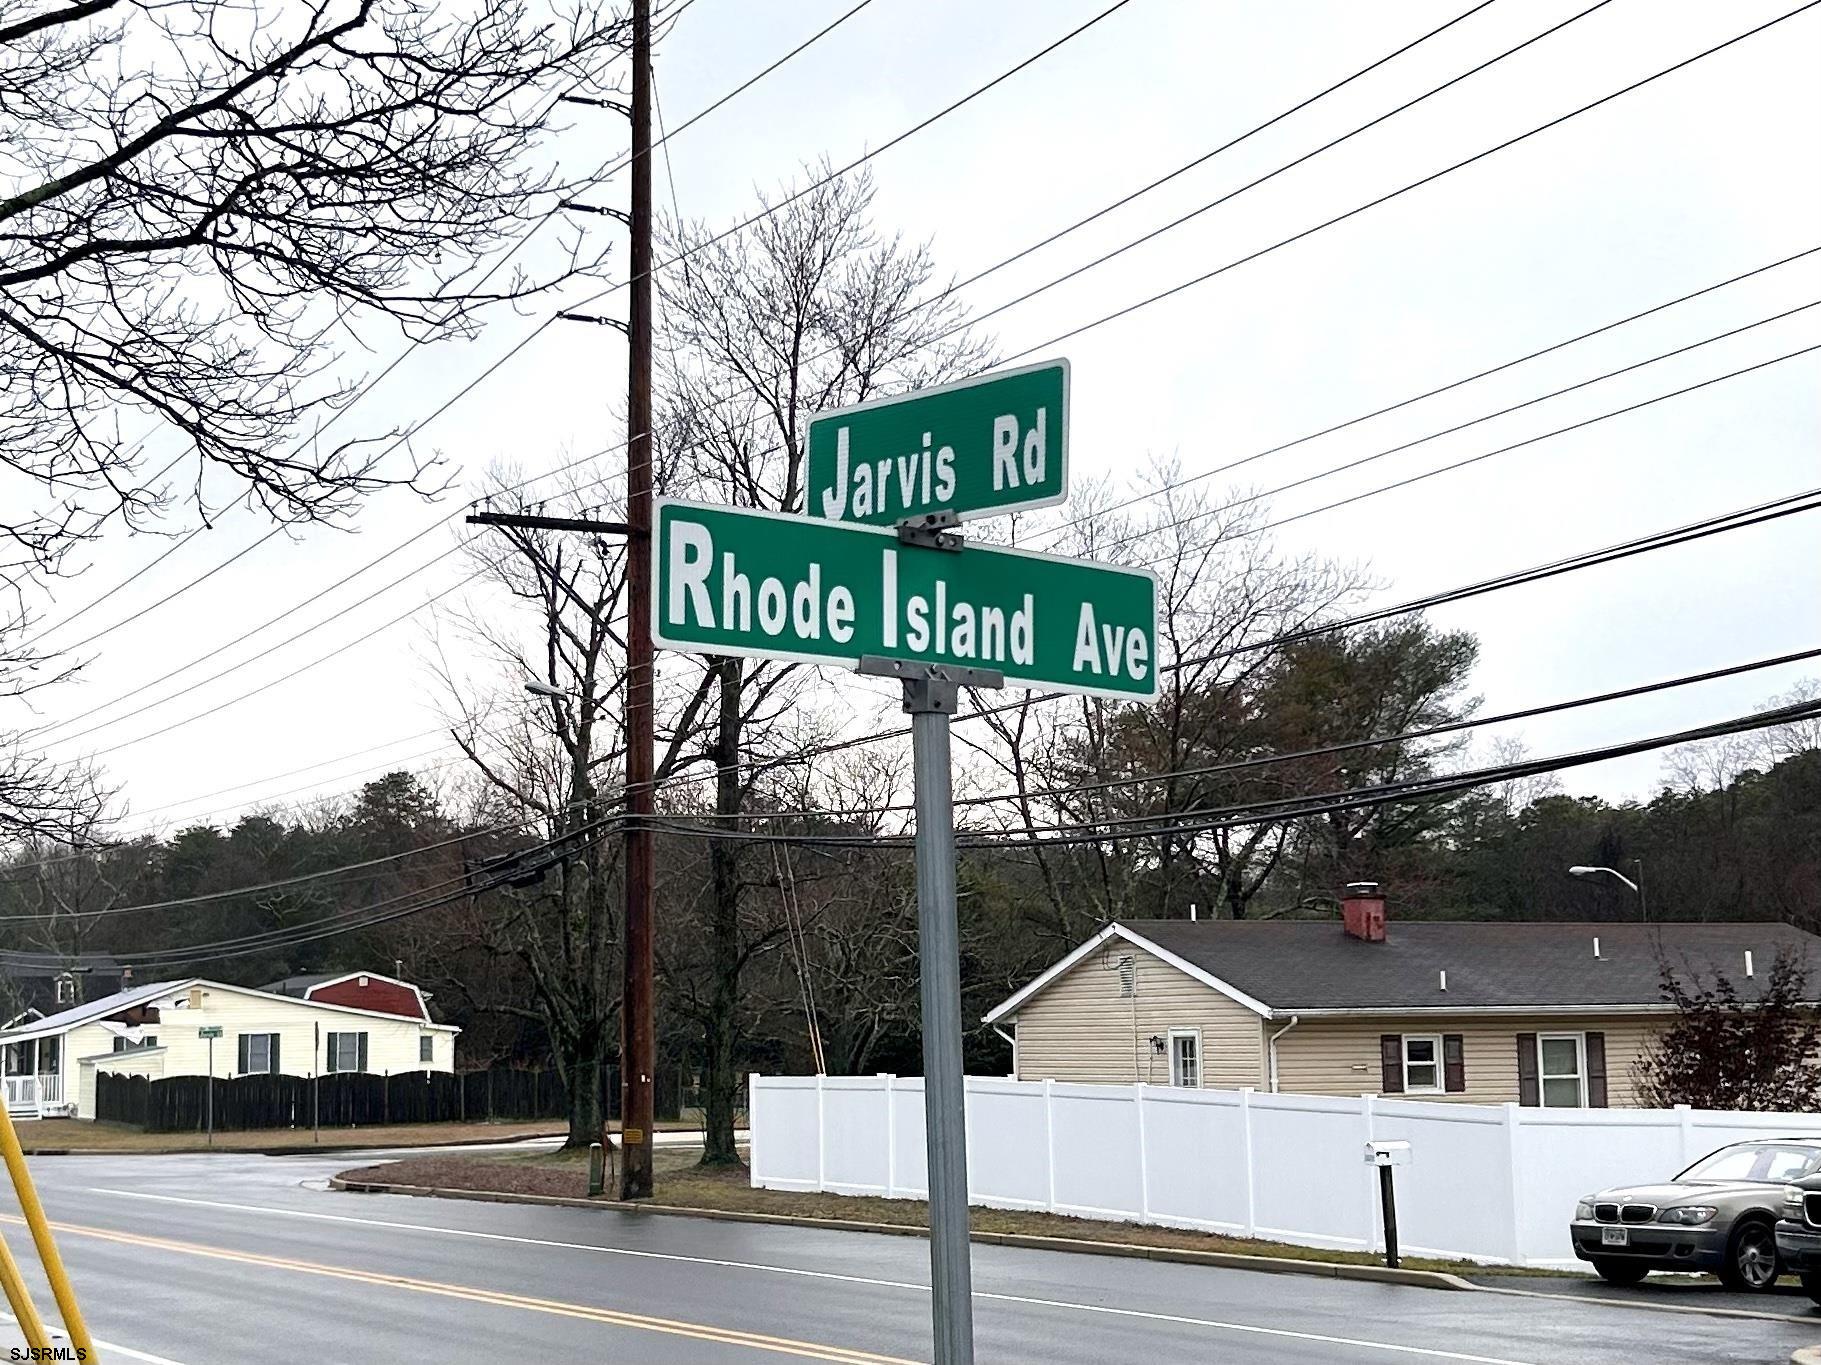 Jarvis Rd
Rhode Island Ave
SJSRMLS